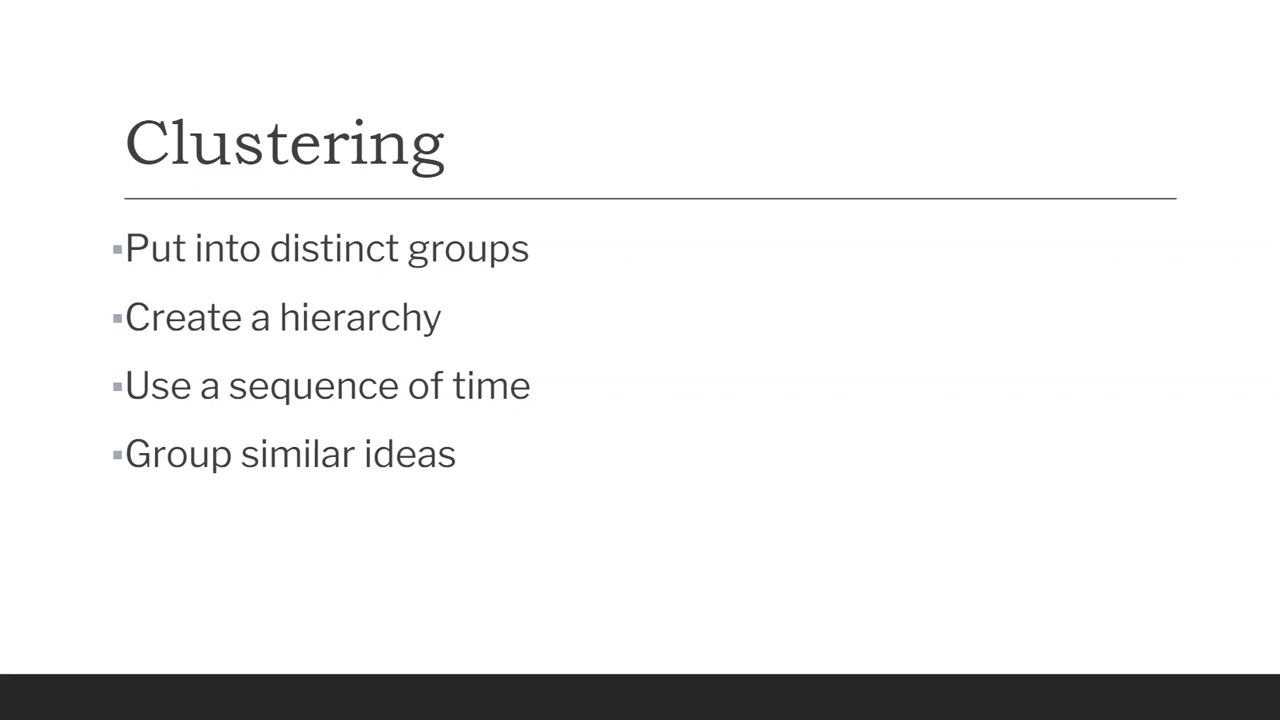 Clustering
▪Put into distinct groups
▪Create a hierarchy
▪Use a sequence of time
▪Group similar ideas